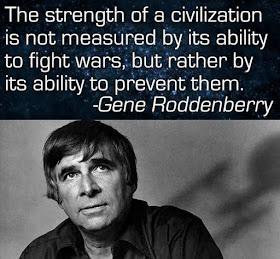 The strength of a civilization
is not measured by its ability
to fight wars, but rather by
its ability to prevent them.
-Gene Roddenberry